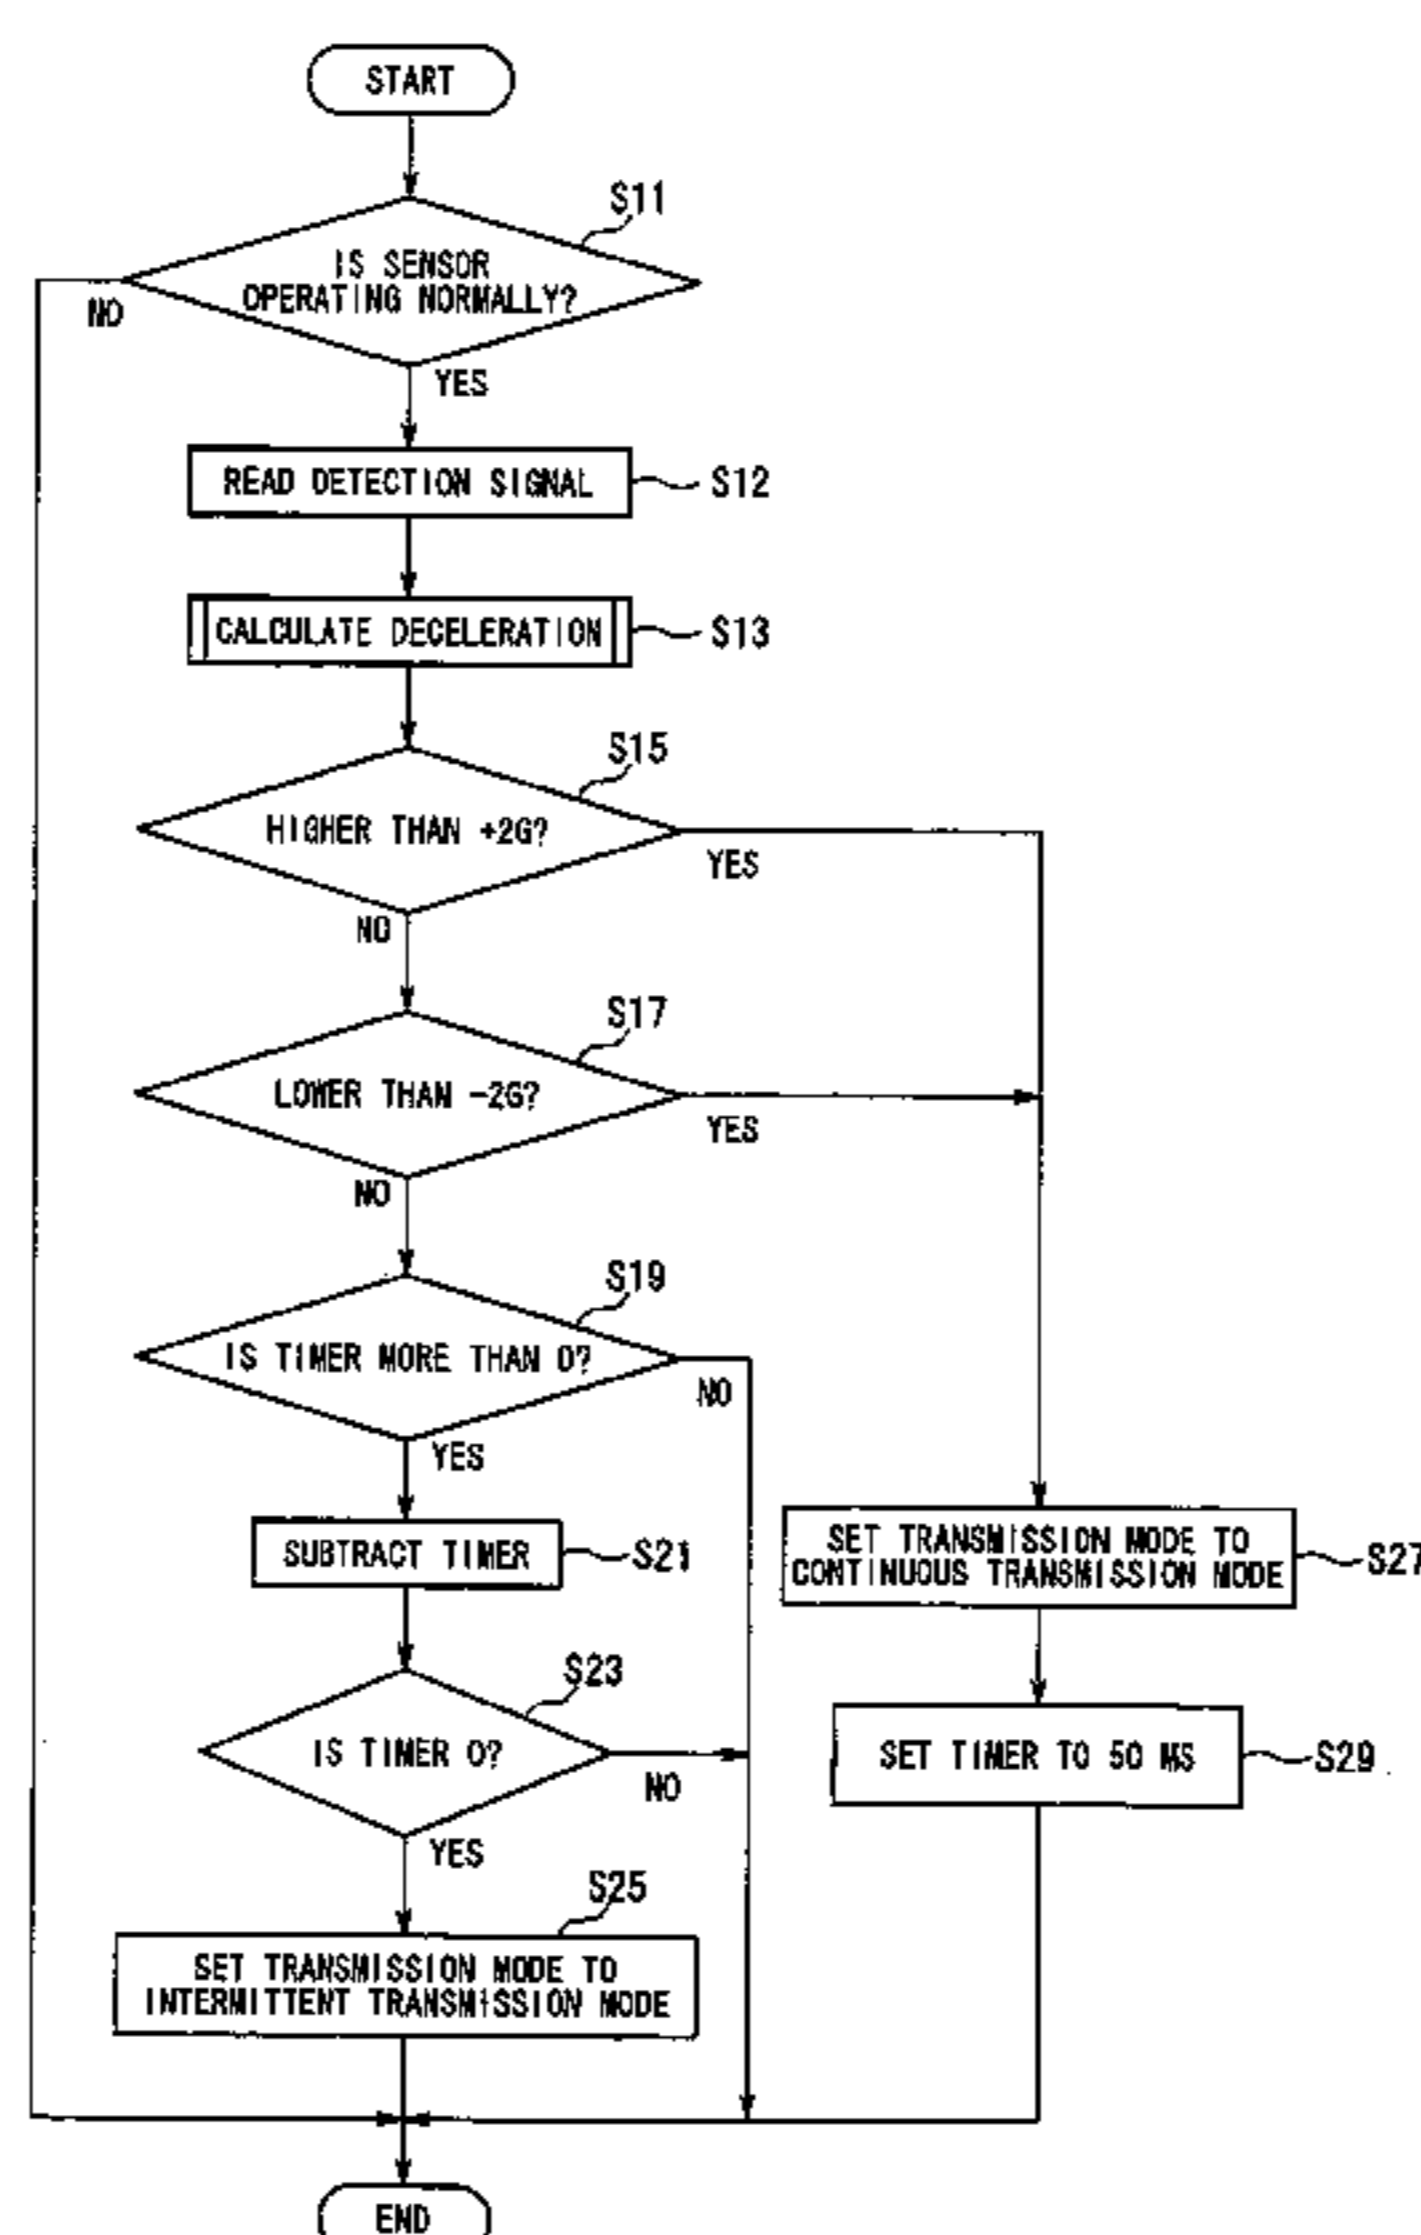 START
S11
IS SENSOR
OPERATING NORMALLY?
NO
YES
READ DETECTION SIGNAL
S12
CALCULATE DECELERATION
S13
S15
HIGHER THAN +2G?
YES
NO
S17
LOWER THAN -2G?
YES
NO
S19
IS TIMER MORE THAN 0?
NO
YES
SUBTRACT TIMER
S21
SET TRANSMISSION MODE TO
CONTINUOUS TRANSMISSION MODE
S27
S23
IS TIMER 0?
NO
YES
SET TIMER TO 50 MS
S29
S25
SET TRANSMISSION MODE TO
INTERMITTENT TRANSMISSION MODE
END